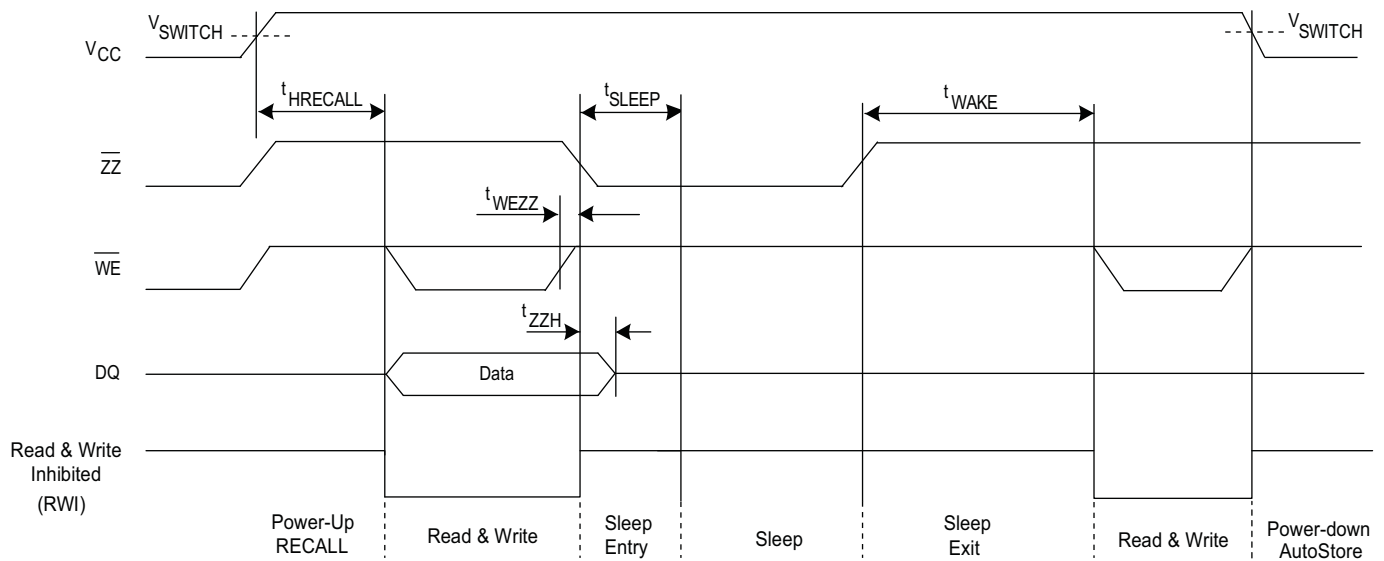 VSWITCH
VCC
VSWITCH
tHRECALL
tSLEEP
tWAKE
ZZ
tWEZZ
WE
tZZH
DQ
Data
Read & Write
Inhibited
(RWI)
Power-Up
RECALL
Read & Write
Sleep
Entry
Sleep
Sleep
Exit
Read & Write
Power-down
AutoStore